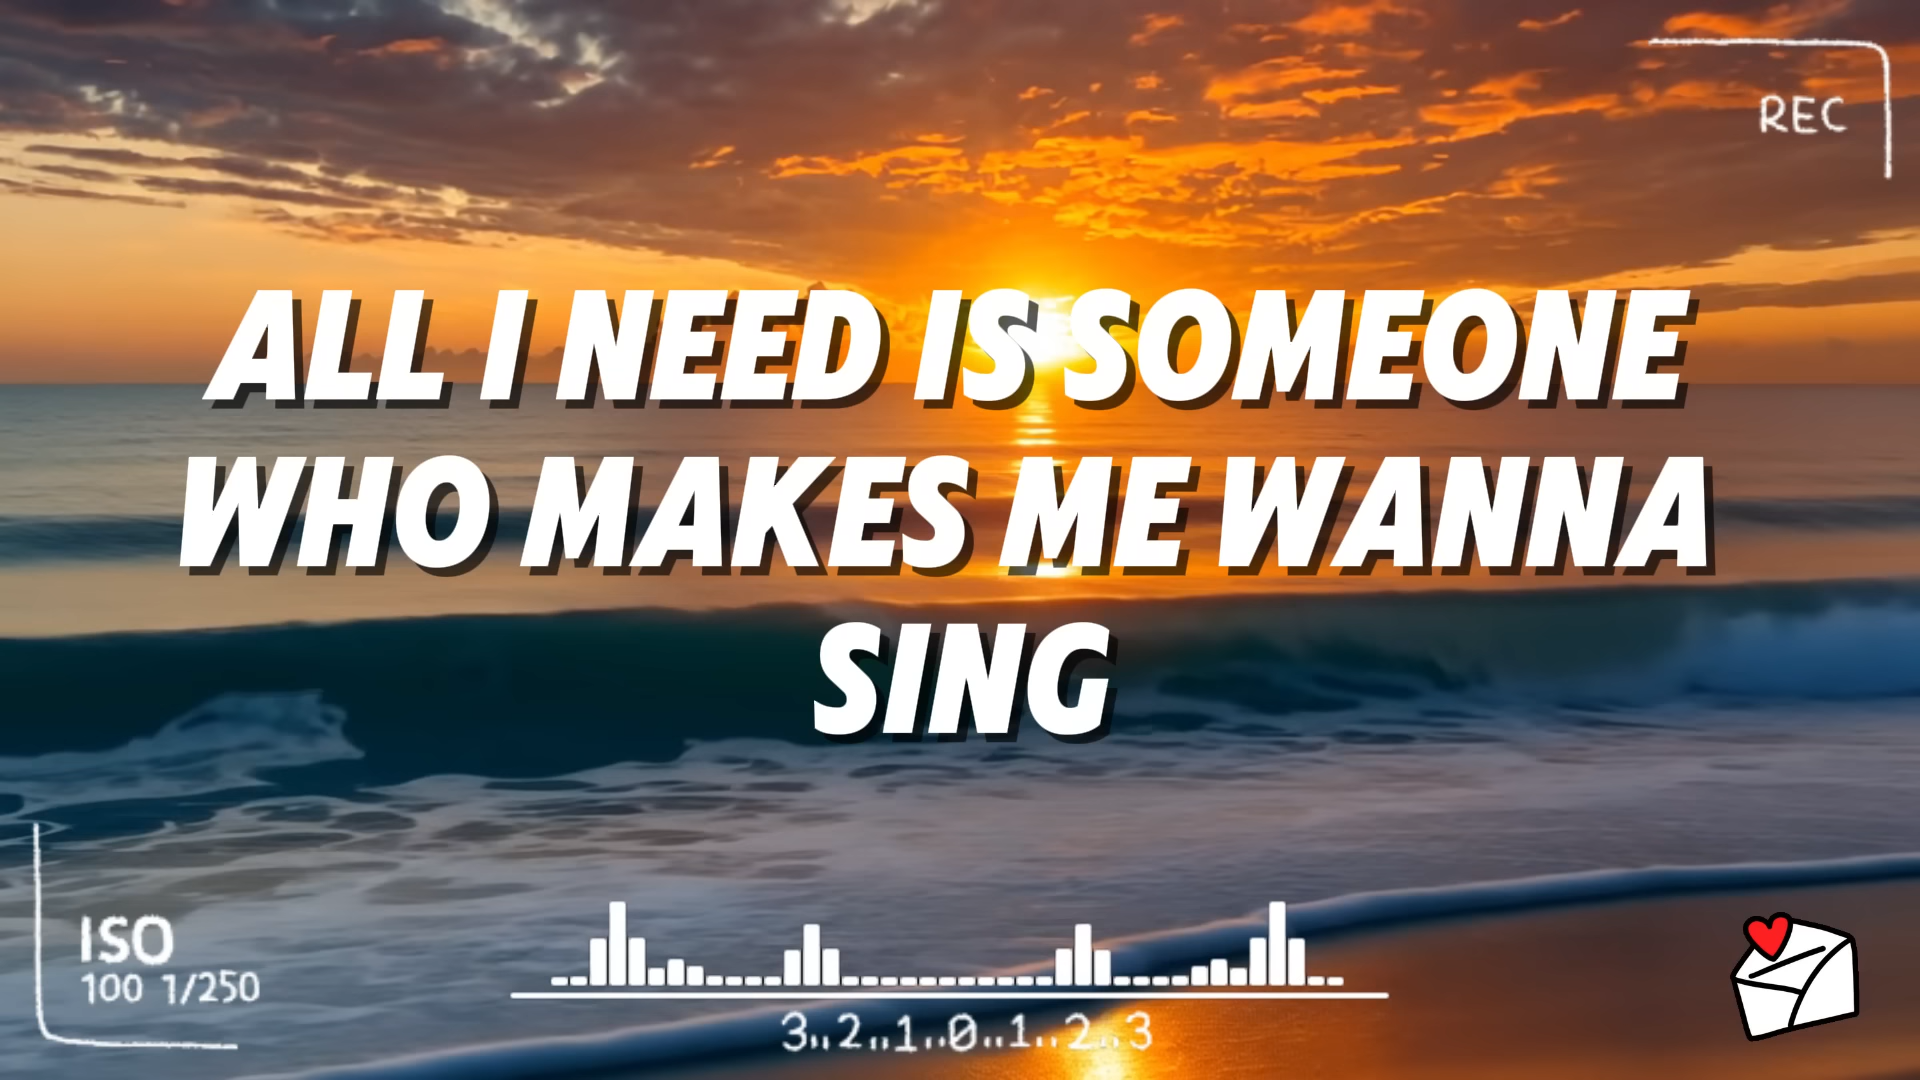 REC
ALL I NEED IS SOMEONE
WHO MAKES ME WANNA
SING
ISO
100 1/250
3..2..1..0..1..2..3